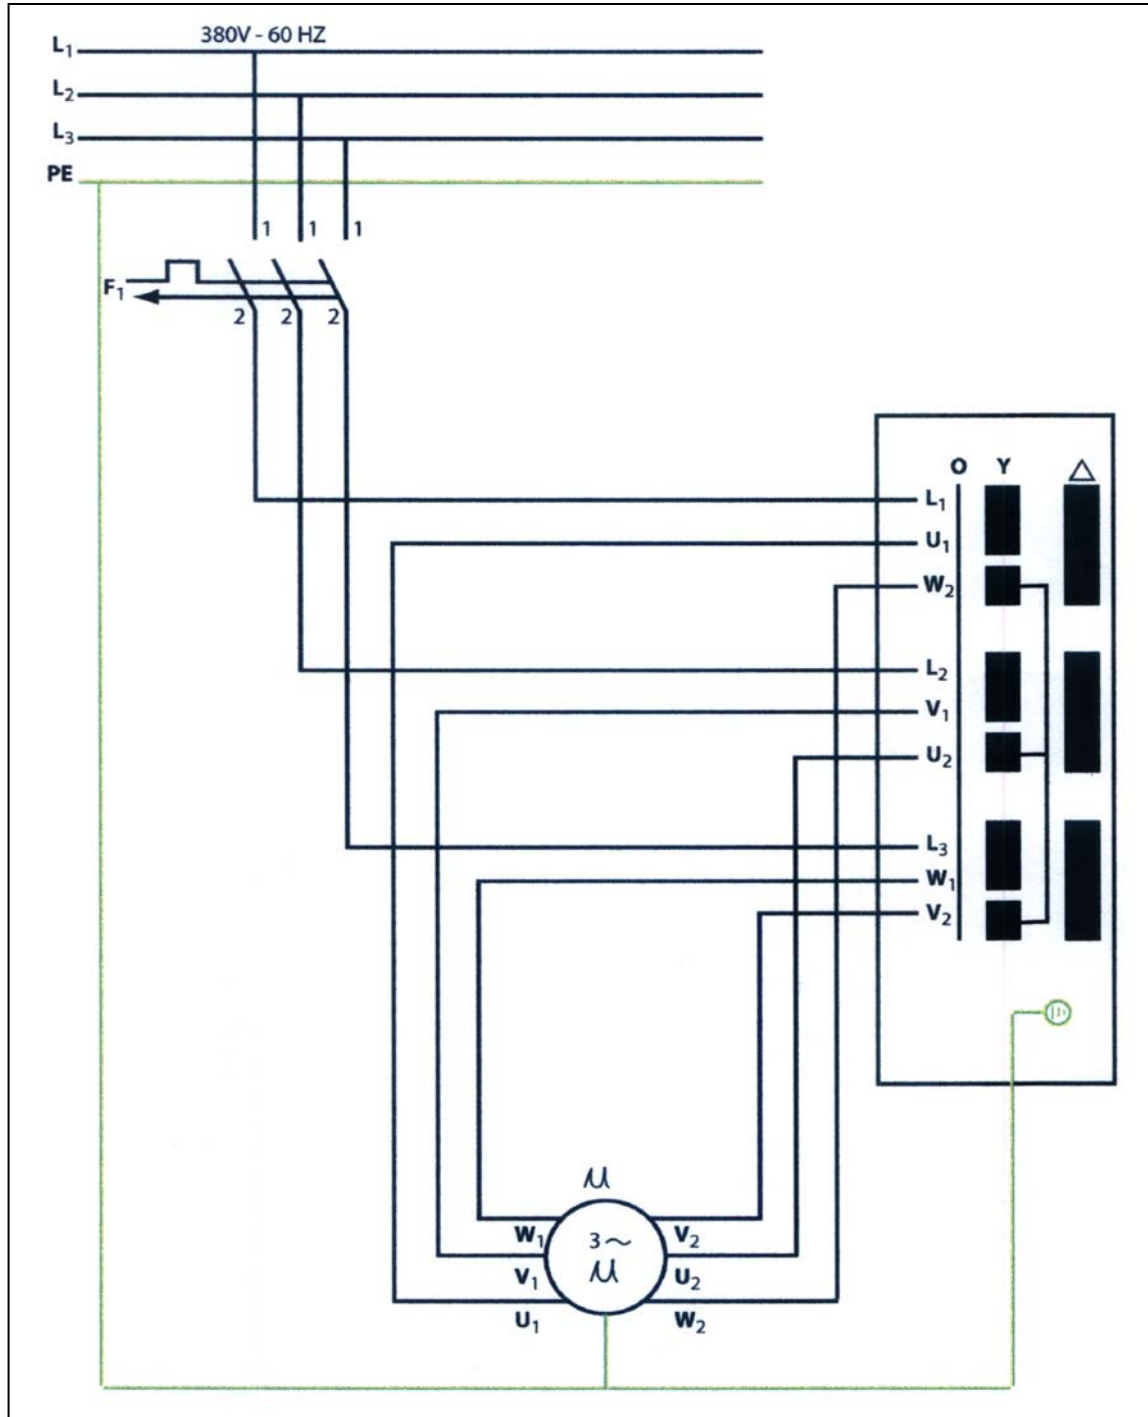 380V - 60 HZ
L₁
L₂
L₃
PE
1 1 1
F₁
2 2 2
O Y △
L₁
U₁
W₂
L₂
V₁
U₂
L₃
W₁
V₂
M
W₁ 3~ V₂
V₁ M U₂
U₁ W₂